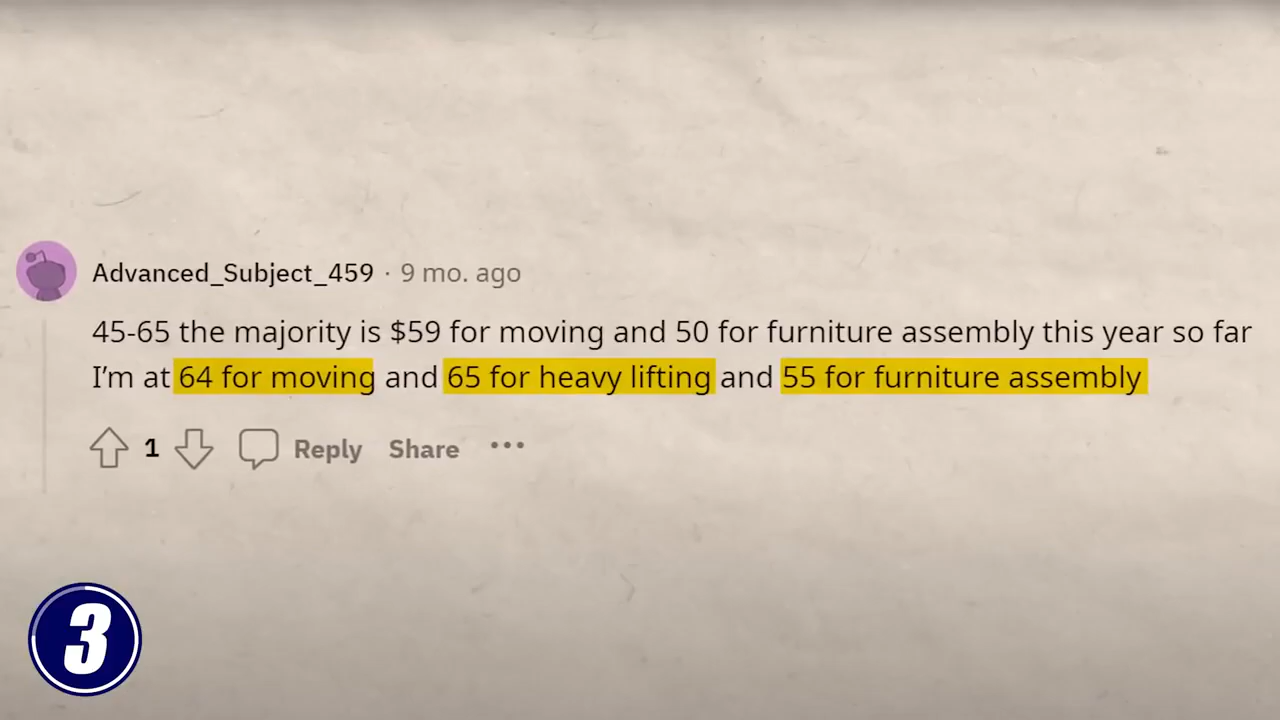 Advanced_Subject_459 · 9 mo. ago
45-65 the majority is $59 for moving and 50 for furniture assembly this year so far
I'm at 64 for moving and 65 for heavy lifting and 55 for furniture assembly
1 Reply Share •••
3